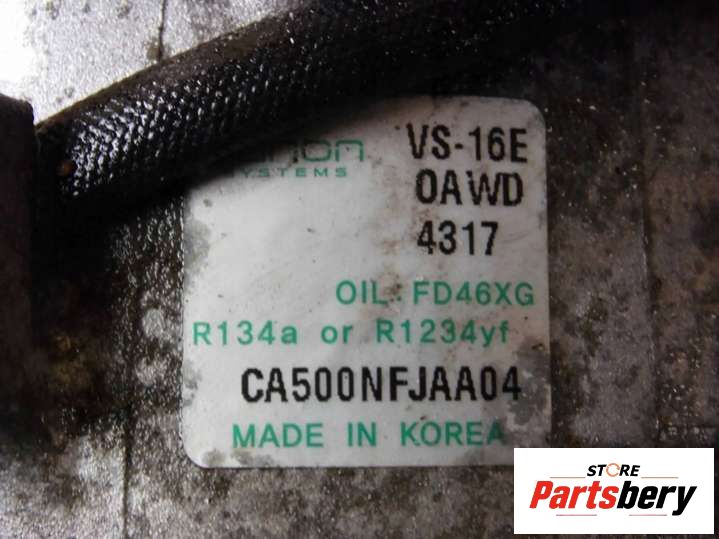 VS-16E
SYSTEMS
0AWD
4317
OIL: FD46XG
R134a or R1234yf
CA500NFJAA04
MADE IN KOREA
STORE
Partsbery